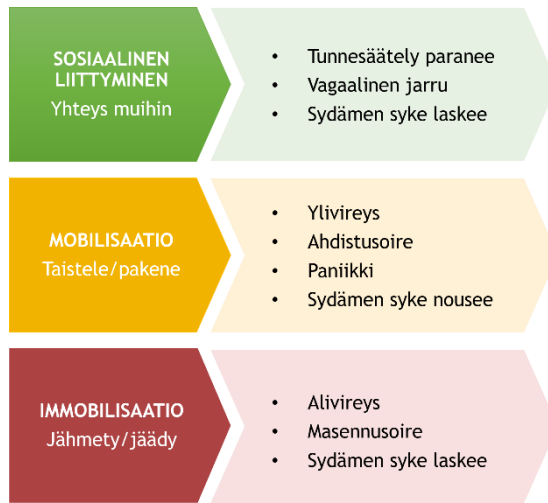 SOSIAALINEN
LIITTYMINEN
Yhteys muihin
• Tunnesäätely paranee
• Vagaalinen jarru
• Sydämen syke laskee
MOBILISAATIO
Taistele/pakene
• Ylivireys
• Ahdistusoire
• Paniikki
• Sydämen syke nousee
IMMOBILISAATIO
Jähmety/jäädy
• Alivireys
• Masennusoire
• Sydämen syke laskee